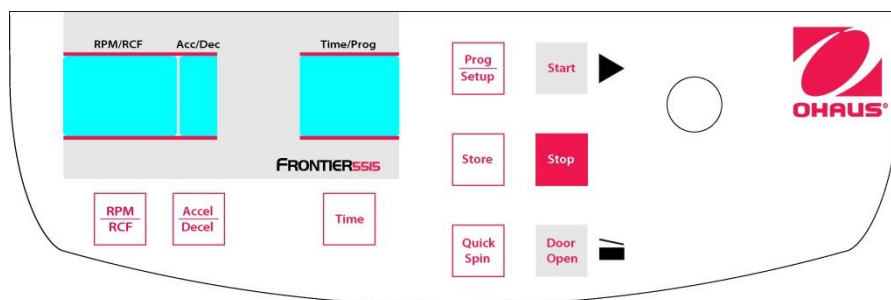 RPM/RCF Acc/Dec Time/Prog
Prog
Setup
Start
OHAUS®
FRONTIER5515
Store
Stop
RPM
RCF
Accel
Decel
Time
Quick
Spin
Door
Open